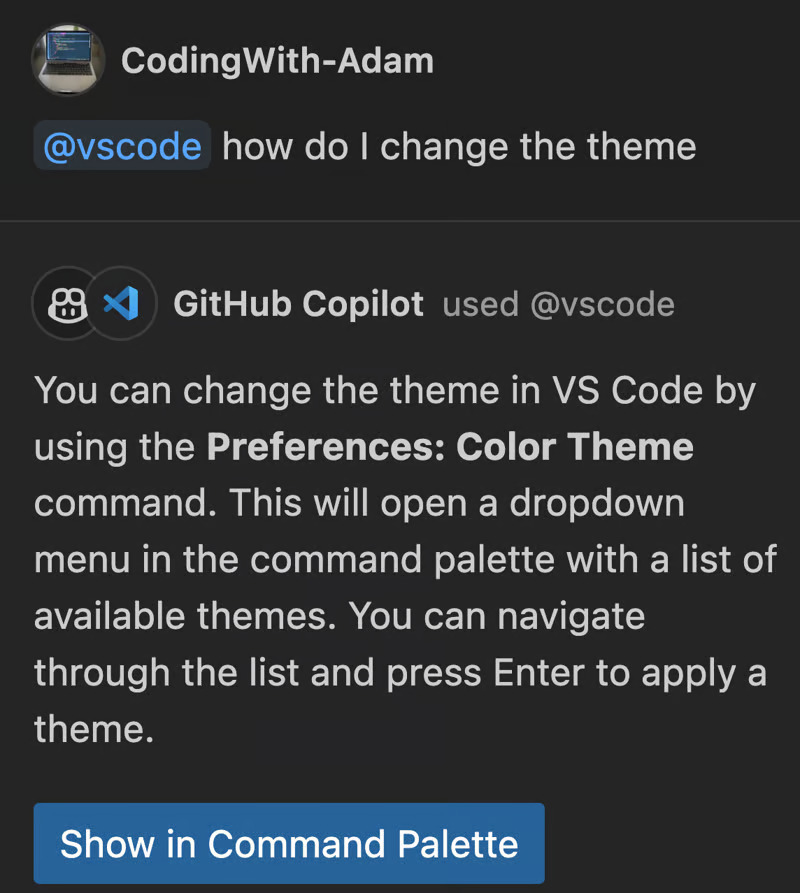 CodingWith-Adam
@vscode how do I change the theme
GitHub Copilot used @vscode
You can change the theme in VS Code by
using the Preferences: Color Theme
command. This will open a dropdown
menu in the command palette with a list of
available themes. You can navigate
through the list and press Enter to apply a
theme.
Show in Command Palette